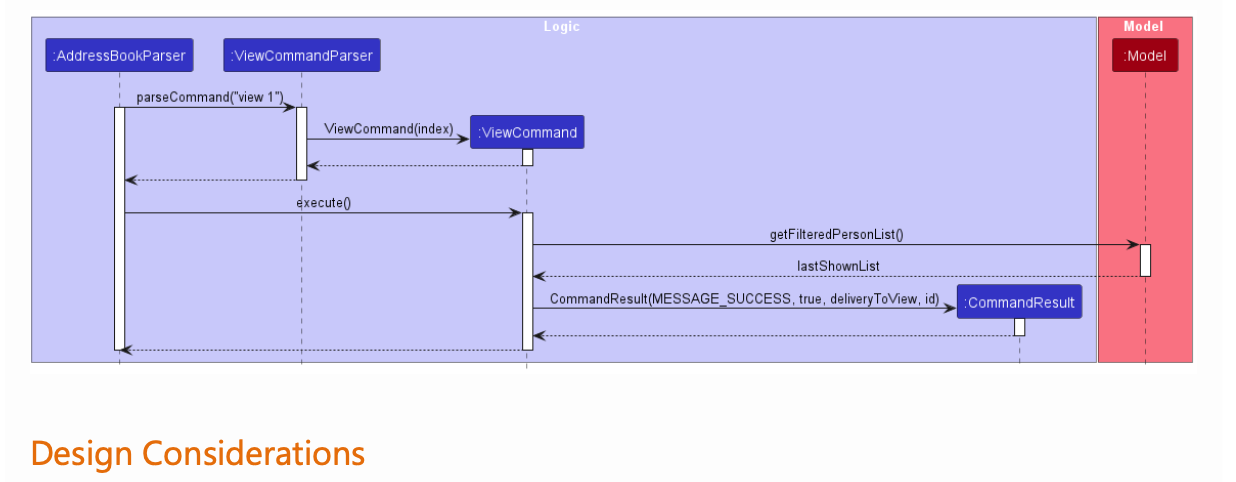 Logic
Model
:AddressBookParser
:ViewCommandParser
:Model
parseCommand("view 1")
ViewCommand(index)
:ViewCommand
execute()
getFilteredPersonList()
lastShownList
CommandResult(MESSAGE_SUCCESS, true, deliveryToView, id)
:CommandResult
Design Considerations